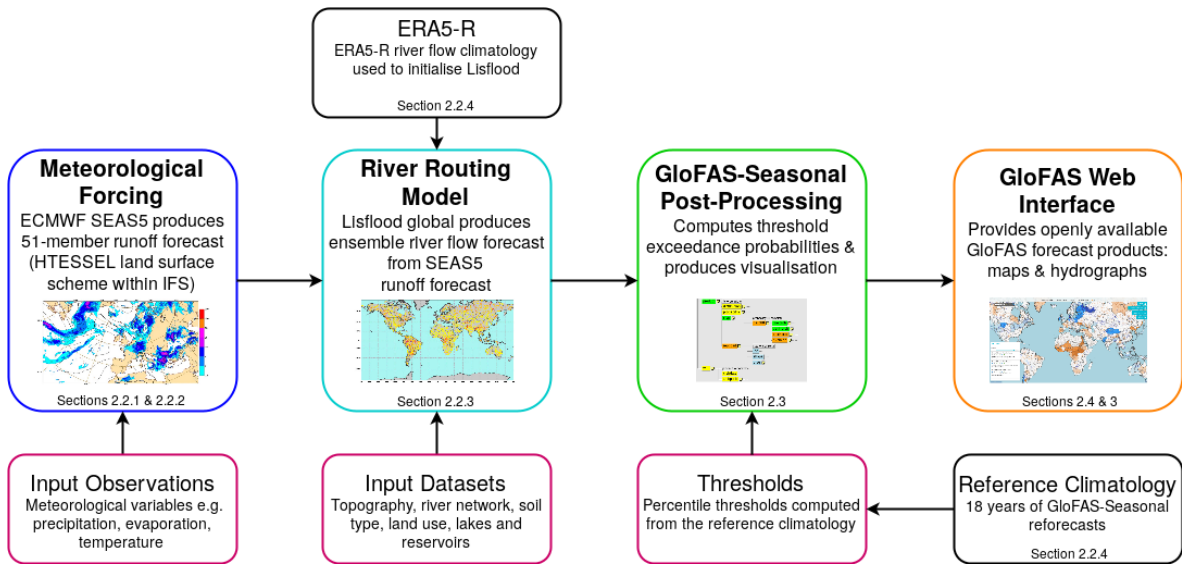 ERA5-R
ERA5-R river flow climatology
used to initialise Lisflood
Section 2.2.4
Meteorological
Forcing
ECMWF SEAS5 produces
51-member runoff forecast
(HTESSEL land surface
scheme within IFS)
Sections 2.2.1 & 2.2.2
River Routing
Model
Lisflood global produces
ensemble river flow forecast
from SEAS5
runoff forecast
Section 2.2.3
GloFAS-Seasonal
Post-Processing
Computes threshold
exceedance probabilities &
produces visualisation
Section 2.3
GloFAS Web
Interface
Provides openly available
GloFAS forecast products:
maps & hydrographs
Sections 2.4 & 3
Input Observations
Meteorological variables e.g.
precipitation, evaporation,
temperature
Input Datasets
Topography, river network, soil
type, land use, lakes and
reservoirs
Thresholds
Percentile thresholds computed
from the reference climatology
Reference Climatology
18 years of GloFAS-Seasonal
reforecasts
Section 2.2.4